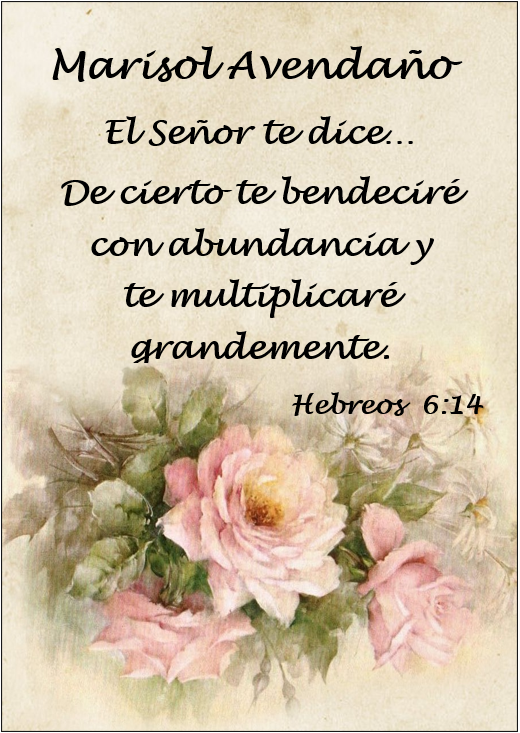 Marisol Avendaño
El Señor te dice...
De cierto te bendeciré
con abundancia y
te multiplicaré
grandemente.
Hebreos 6:14